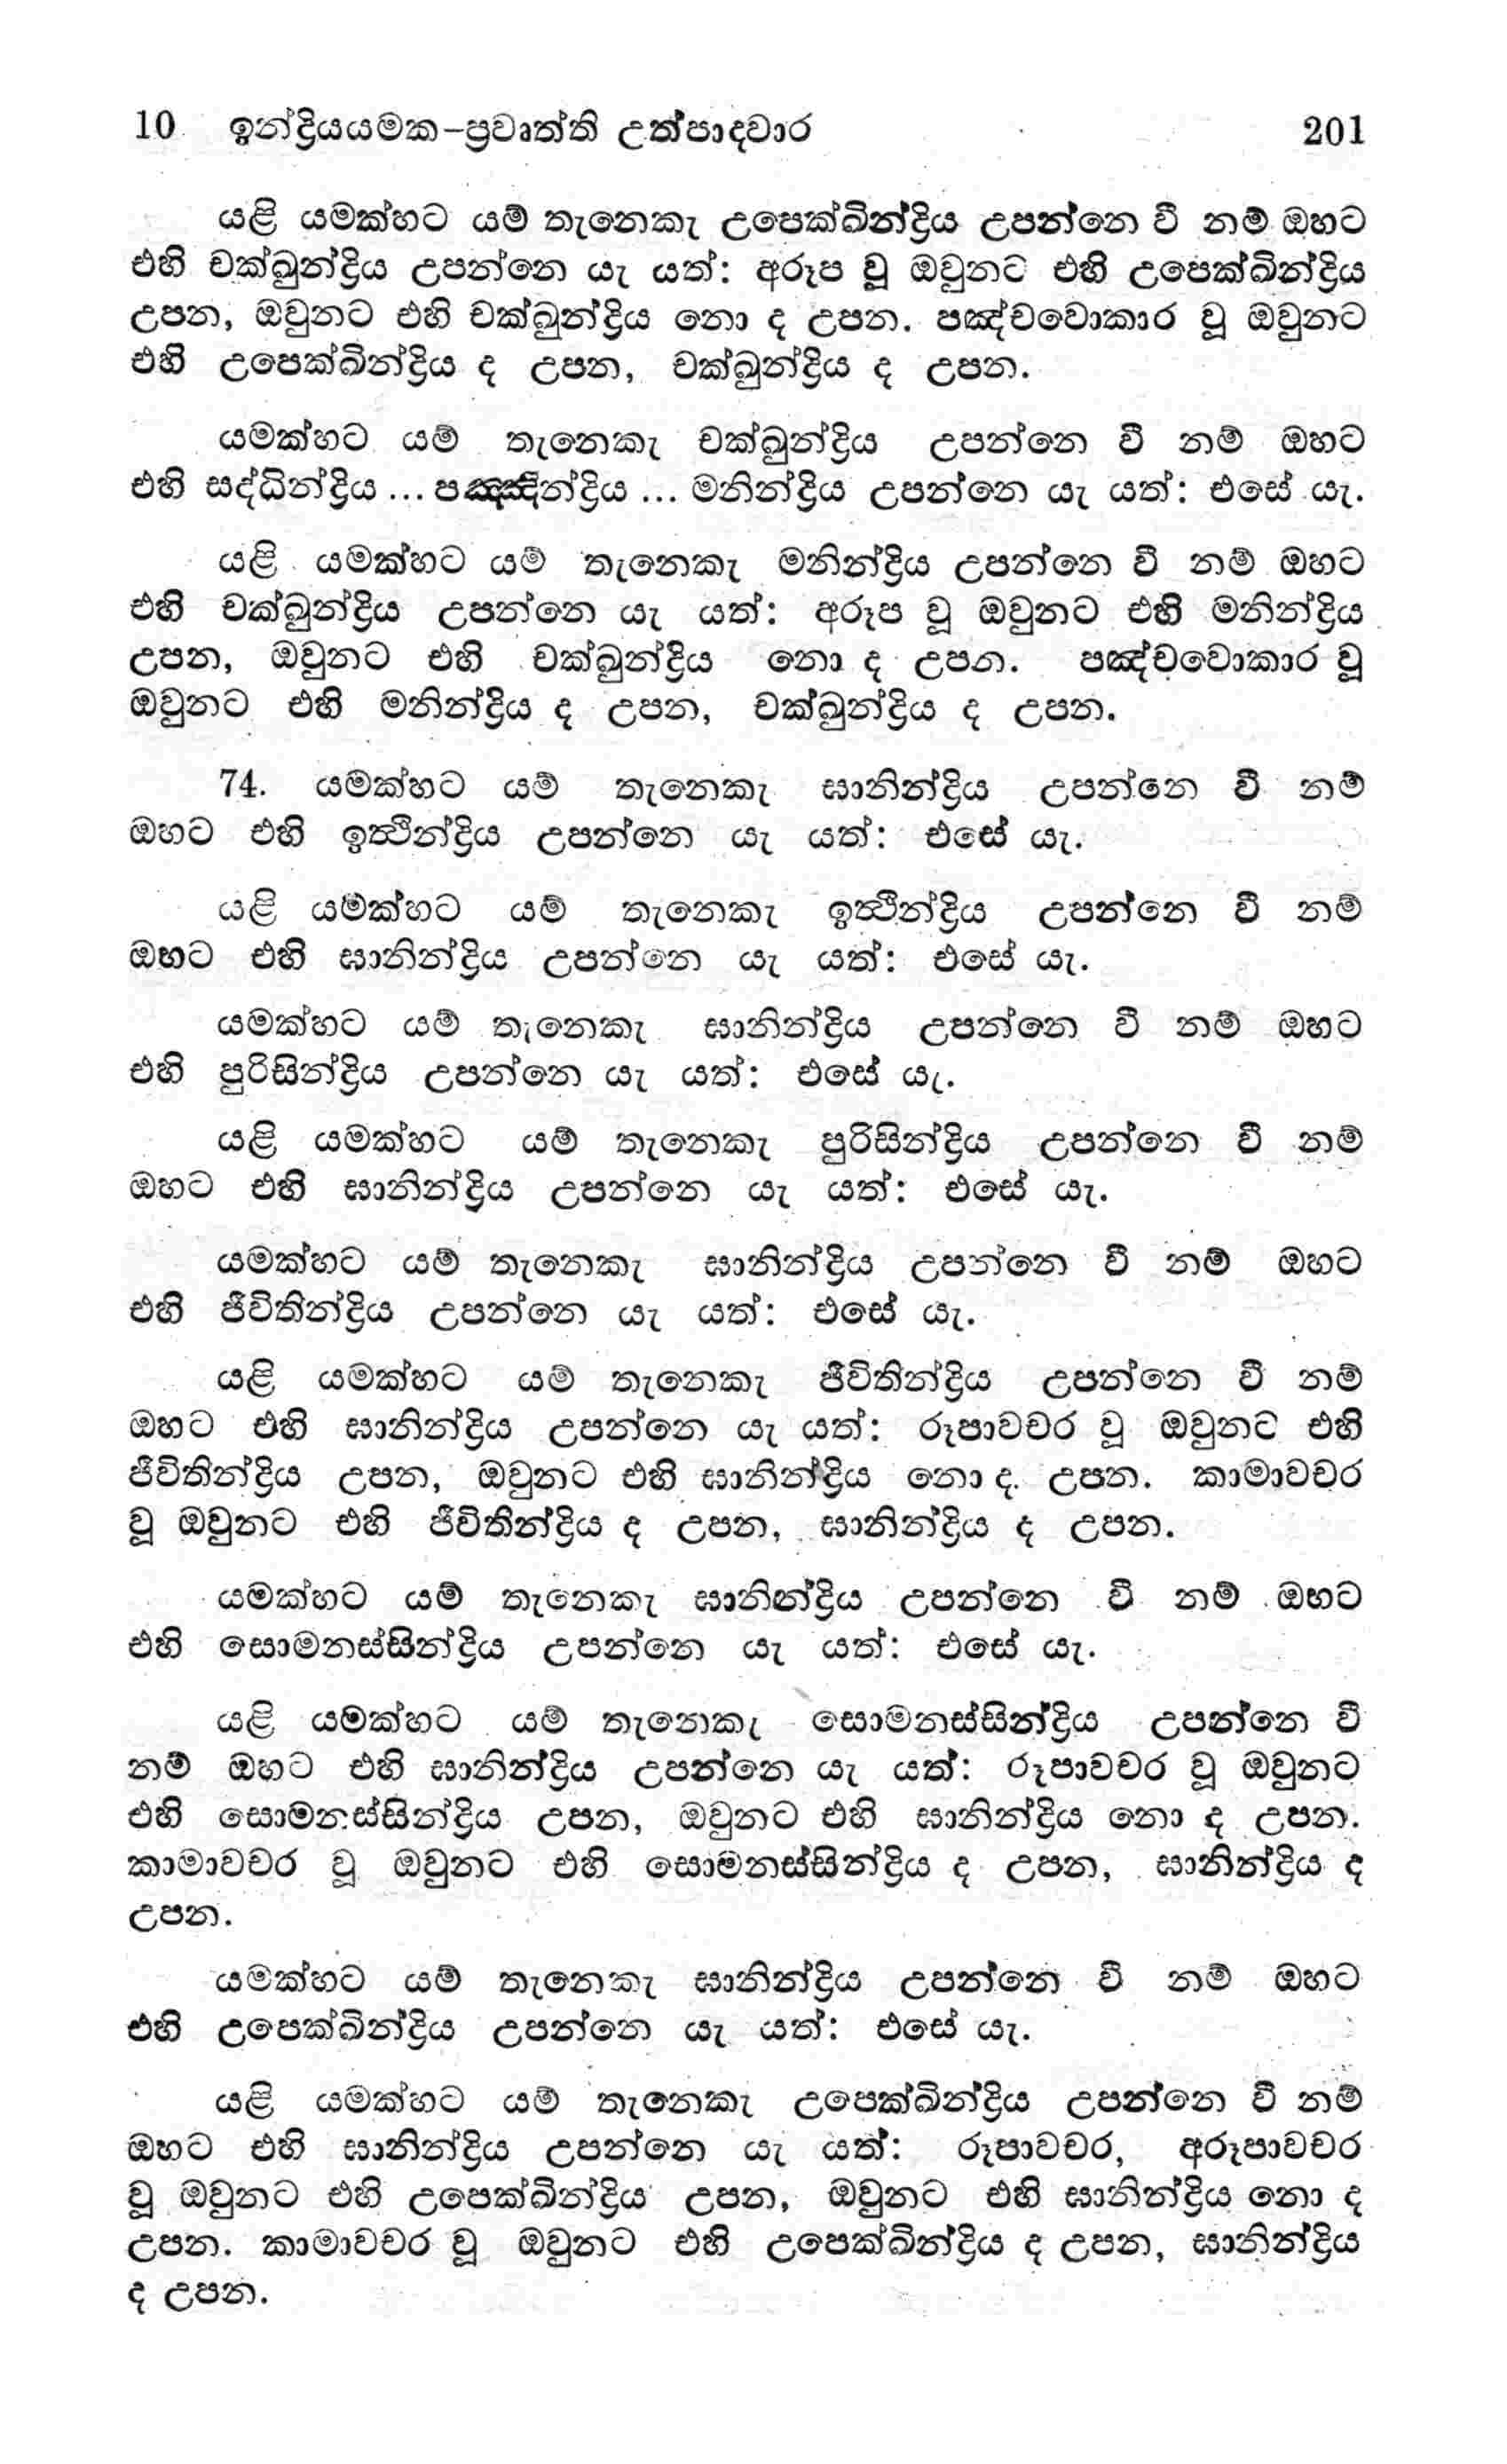 10 ඉන්ද්‍රියයමක-ප්‍රවෘත්ති උත්පාදවාර 201
යළි යමක්හට යම් තැනෙකැ උපෙක්ඛින්ද්‍රිය උපන්නෙ වී නම් ඔහට
එහි චක්ඛුන්ද්‍රිය උපන්නෙ යැ යත්: අරූප වූ ඔවුනට එහි උපෙක්ඛින්ද්‍රිය
උපන, ඔවුනට එහි චක්ඛුන්ද්‍රිය නො ද උපන. පඤ්චවොකාර වූ ඔවුනට
එහි උපෙක්ඛින්ද්‍රිය ද උපන, චක්ඛුන්ද්‍රිය ද උපන.
යමක්හට යම් තැනෙකැ චක්ඛුන්ද්‍රිය උපන්නෙ වී නම් ඔහට
එහි සද්ධින්ද්‍රිය ... පඤ්ඤින්ද්‍රිය ... මනින්ද්‍රිය උපන්නෙ යැ යත්: එසේ යැ.
යළි යමක්හට යම් තැනෙකැ මනින්ද්‍රිය උපන්නෙ වී නම් ඔහට
එහි චක්ඛුන්ද්‍රිය උපන්නෙ යැ යත්: අරූප වූ ඔවුනට එහි මනින්ද්‍රිය
උපන, ඔවුනට එහි චක්ඛුන්ද්‍රිය නො ද උපන. පඤ්චවොකාර වූ
ඔවුනට එහි මනින්ද්‍රිය ද උපන, චක්ඛුන්ද්‍රිය ද උපන.
74. යමක්හට යම් තැනෙකැ ඝානින්ද්‍රිය උපන්නෙ වී නම්
ඔහට එහි ඉත්‍ථින්ද්‍රිය උපන්නෙ යැ යත්: එසේ යැ.
යළි යමක්හට යම් තැනෙකැ ඉත්‍ථින්ද්‍රිය උපන්නෙ වී නම්
ඔහට එහි ඝානින්ද්‍රිය උපන්නෙ යැ යත්: එසේ යැ.
යමක්හට යම් තැනෙකැ ඝානින්ද්‍රිය උපන්නෙ වී නම් ඔහට
එහි පුරිසින්ද්‍රිය උපන්නෙ යැ යත්: එසේ යැ.
යළි යමක්හට යම් තැනෙකැ පුරිසින්ද්‍රිය උපන්නෙ වී නම්
ඔහට එහි ඝානින්ද්‍රිය උපන්නෙ යැ යත්: එසේ යැ.
යමක්හට යම් තැනෙකැ ඝානින්ද්‍රිය උපන්නෙ වී නම් ඔහට
එහි ජීවිතින්ද්‍රිය උපන්නෙ යැ යත්: එසේ යැ.
යළි යමක්හට යම් තැනෙකැ ජීවිතින්ද්‍රිය උපන්නෙ වී නම්
ඔහට එහි ඝානින්ද්‍රිය උපන්නෙ යැ යත්: රූපාවචර වූ ඔවුනට එහි
ජීවිතින්ද්‍රිය උපන, ඔවුනට එහි ඝානින්ද්‍රිය නො ද උපන. කාමාවචර
වූ ඔවුනට එහි ජීවිතින්ද්‍රිය ද උපන, ඝානින්ද්‍රිය ද උපන.
යමක්හට යම් තැනෙකැ ඝානින්ද්‍රිය උපන්නෙ වී නම් ඔහට
එහි සොමනස්සින්ද්‍රිය උපන්නෙ යැ යත්: එසේ යැ.
යළි යමක්හට යම් තැනෙකැ සොමනස්සින්ද්‍රිය උපන්නෙ වී
නම් ඔහට එහි ඝානින්ද්‍රිය උපන්නෙ යැ යත්: රූපාවචර වූ ඔවුනට
එහි සොමනස්සින්ද්‍රිය උපන, ඔවුනට එහි ඝානින්ද්‍රිය නො ද උපන.
කාමාවචර වූ ඔවුනට එහි සොමනස්සින්ද්‍රිය ද උපන, ඝානින්ද්‍රිය ද
උපන.
යමක්හට යම් තැනෙකැ ඝානින්ද්‍රිය උපන්නෙ වී නම් ඔහට
එහි උපෙක්ඛින්ද්‍රිය උපන්නෙ යැ යත්: එසේ යැ.
යළි යමක්හට යම් තැනෙකැ උපෙක්ඛින්ද්‍රිය උපන්නෙ වී නම්
ඔහට එහි ඝානින්ද්‍රිය උපන්නෙ යැ යත්: රූපාවචර, අරූපාවචර
වූ ඔවුනට එහි උපෙක්ඛින්ද්‍රිය උපන, ඔවුනට එහි ඝානින්ද්‍රිය නො ද
උපන. කාමාවචර වූ ඔවුනට එහි උපෙක්ඛින්ද්‍රිය ද උපන, ඝානින්ද්‍රිය
ද උපන.